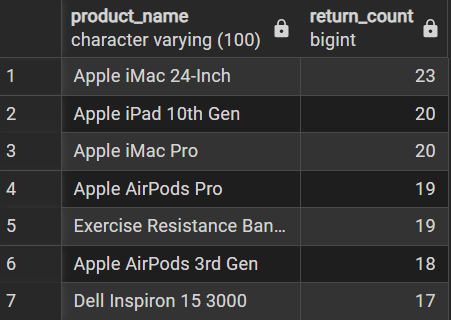 product_name return_count
character varying (100) bigint
1 Apple iMac 24-Inch 23
2 Apple iPad 10th Gen 20
3 Apple iMac Pro 20
4 Apple AirPods Pro 19
5 Exercise Resistance Ban... 19
6 Apple AirPods 3rd Gen 18
7 Dell Inspiron 15 3000 17